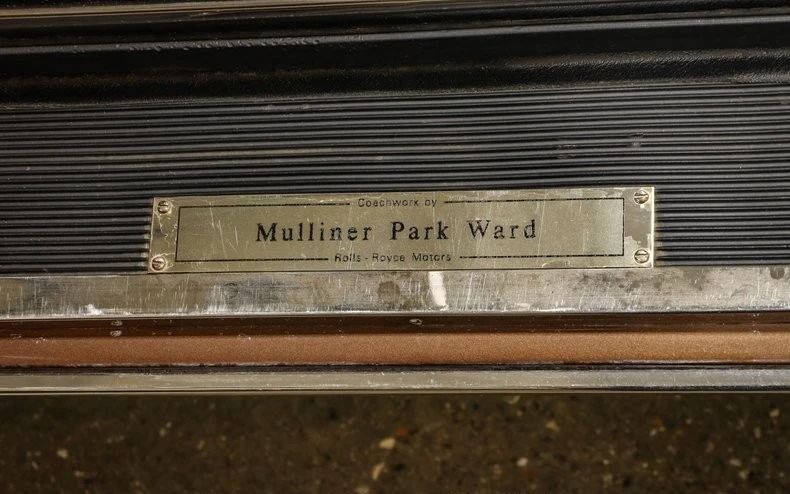 Coachwork by
Mulliner Park Ward
Rolls-Royce Motors